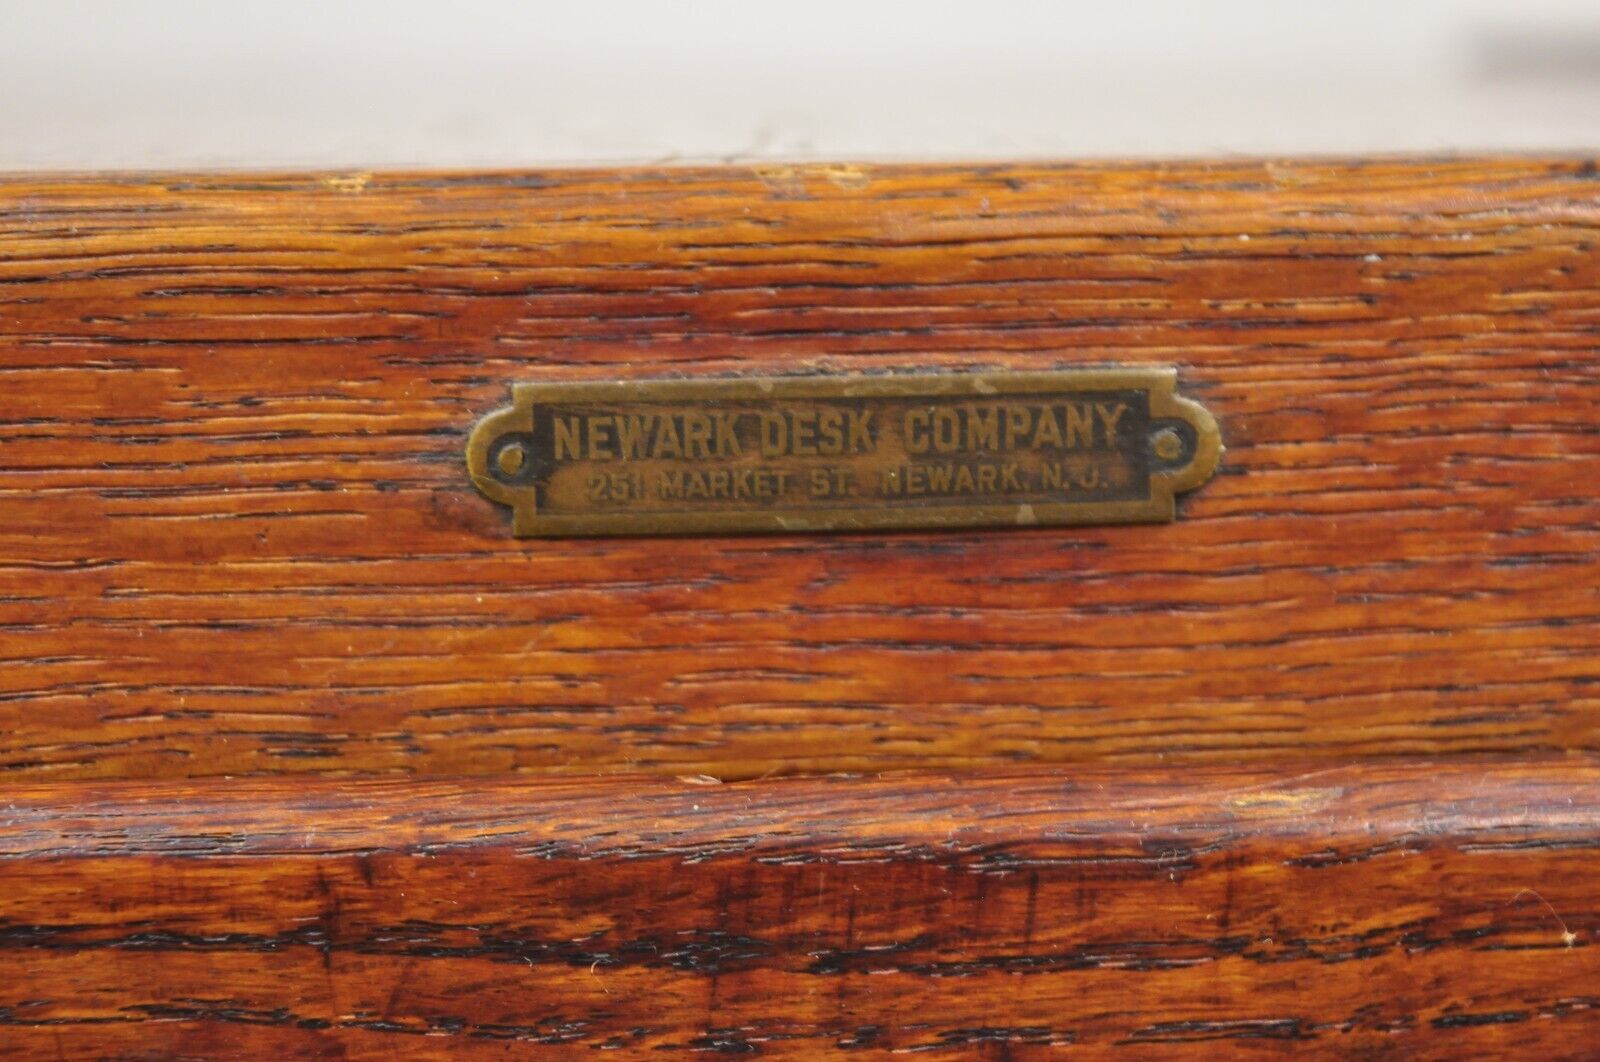 NEWARK DESK COMPANY
251 MARKET ST. NEWARK, N.J.